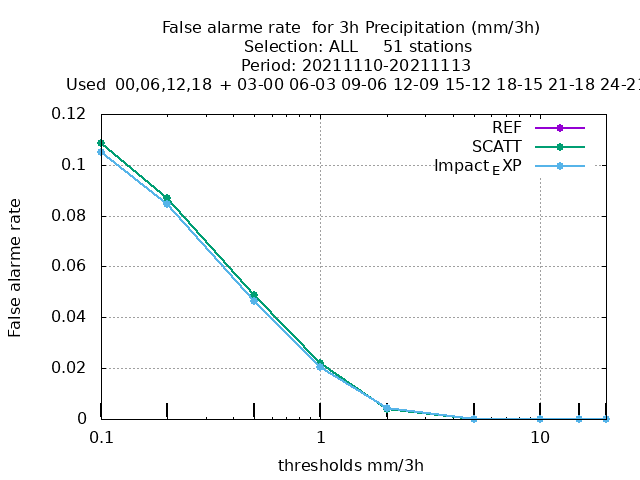 False alarme rate for 3h Precipitation (mm/3h)
Selection: ALL 51 stations
Period: 20211110-20211113
Used 00,06,12,18 + 03-00 06-03 09-06 12-09 15-12 18-15 21-18 24-21
REF
SCATT
Impact_EXP
False alarme rate
0.12
0.1
0.08
0.06
0.04
0.02
0
0.1 1 10
thresholds mm/3h